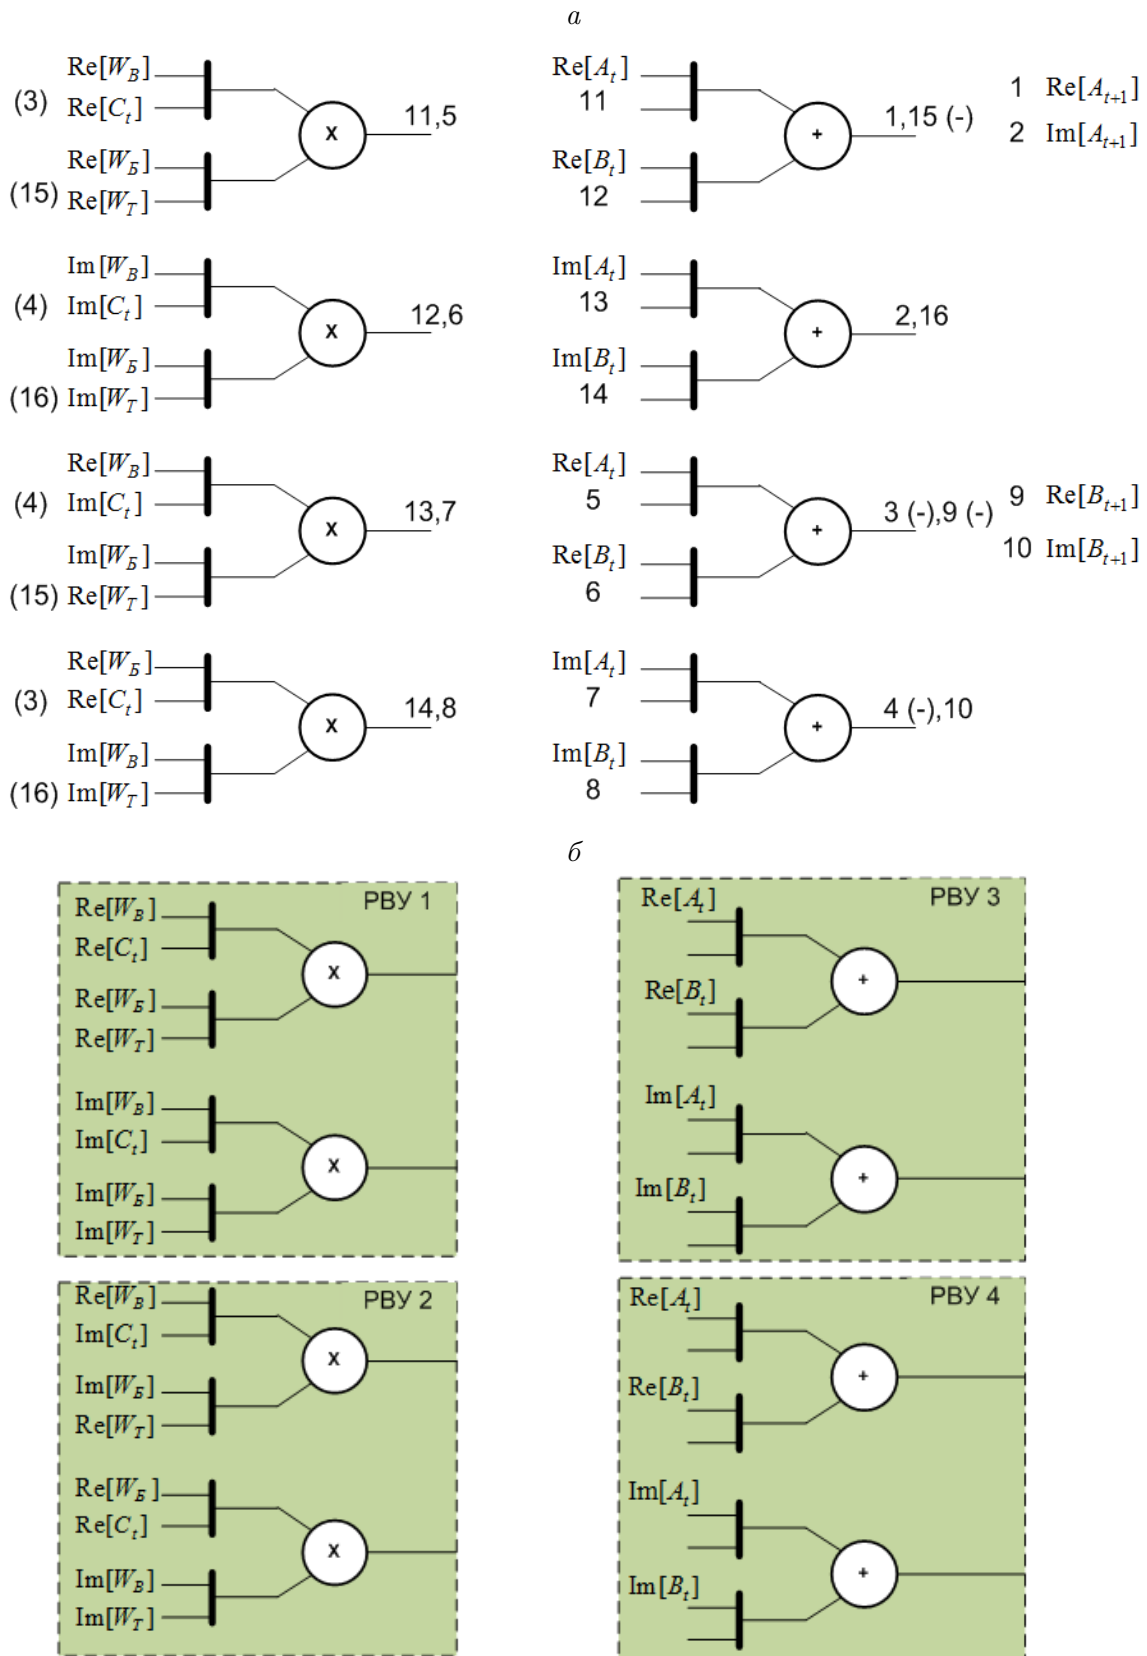 а
Re[W_B]
(3) Re[C_t]
x 11,5
Re[W_Б]
(15) Re[W_T]
Re[A_t]
11
+ 1,15 (-)
Re[B_t]
12
1 Re[A_{t+1}]
2 Im[A_{t+1}]
Im[W_B]
(4) Im[C_t]
x 12,6
Im[W_Б]
(16) Im[W_T]
Im[A_t]
13
+ 2,16
Im[B_t]
14
Re[W_B]
(4) Im[C_t]
x 13,7
Im[W_Б]
(15) Re[W_T]
Re[A_t]
5
+ 3 (-),9 (-)
Re[B_t]
6
9 Re[B_{t+1}]
10 Im[B_{t+1}]
Re[W_Б]
(3) Re[C_t]
x 14,8
Im[W_B]
(16) Im[W_T]
Im[A_t]
7
+ 4 (-),10
Im[B_t]
8
б
РВУ 1
Re[W_B]
Re[C_t]
x
Re[W_Б]
Re[W_T]
Im[W_B]
Im[C_t]
x
Im[W_Б]
Im[W_T]
РВУ 3
Re[A_t]
+
Re[B_t]
Im[A_t]
+
Im[B_t]
РВУ 2
Re[W_B]
Im[C_t]
x
Im[W_Б]
Re[W_T]
Re[W_Б]
Re[C_t]
x
Im[W_B]
Im[W_T]
РВУ 4
Re[A_t]
+
Re[B_t]
Im[A_t]
+
Im[B_t]